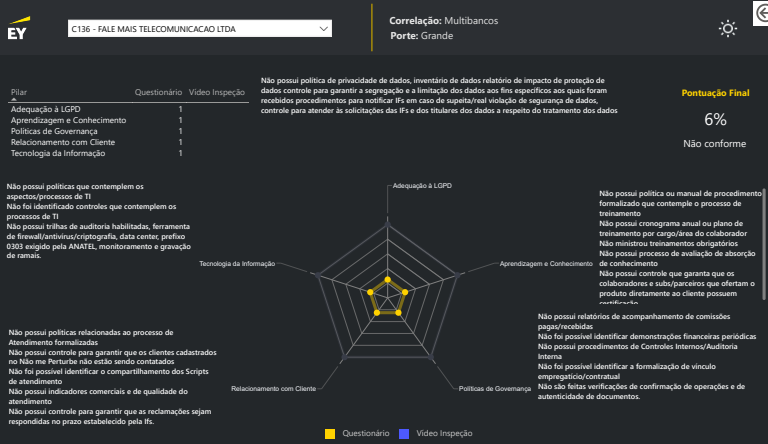 EY
C136 - FALE MAIS TELECOMUNICACAO LTDA
Correlação: Multibancos
Porte: Grande
Pilar Questionário Vídeo Inspeção
Adequação à LGPD 1
Aprendizagem e Conhecimento 1
Políticas de Governança 1
Relacionamento com Cliente 1
Tecnologia da Informação 1
Não possui política de privacidade de dados, inventário de dados relatório de impacto de proteção de
dados controle para garantir a segregação e a limitação dos dados aos fins específicos aos quais foram
recebidos procedimentos para notificar IFs em caso de supeita/real violação de segurança de dados,
controle para atender às solicitações das IFs e dos titulares dos dados a respeito do tratamento dos dados
Pontuação Final
6%
Não conforme
Não possui políticas que contemplem os
aspectos/processos de TI
Não foi identificado controles que contemplem os
processos de TI
Não possui trilhas de auditoria habilitadas, ferramenta
de firewall/antivírus/criptografia, data center, prefixo
0303 exigido pela ANATEL, monitoramento e gravação
de ramais.
Adequação à LGPD
Tecnologia da Informação
Aprendizagem e Conhecimento
Relacionamento com Cliente
Políticas de Governança
Não possui política ou manual de procedimento
formalizado que contemple o processo de
treinamento
Não possui cronograma anual ou plano de
treinamento por cargo/área do colaborador
Não ministrou treinamentos obrigatórios
Não possui processo de avaliação de absorção
de conhecimento
Não possui controle que garanta que os
colaboradores e subs/parceiros que ofertam o
produto diretamente ao cliente possuem
certificação
Não possui políticas relacionadas ao processo de
Atendimento formalizadas
Não possui controle para garantir que os clientes cadastrados
no Não me Perturbe não estão sendo contatados
Não foi possível identificar o compartilhamento dos Scripts
de atendimento
Não possui indicadores comerciais e de qualidade do
atendimento
Não possui controle para garantir que as reclamações sejam
respondidas no prazo estabelecido pela Ifs.
Não possui relatórios de acompanhamento de comissões
pagas/recebidas
Não foi possível identificar demonstrações financeiras periódicas
Não possui procedimentos de Controles Internos/Auditoria
Interna
Não foi possível identificar a formalização de vínculo
empregatício/contratual
Não são feitas verificações de confirmação de operações e de
autenticidade de documentos.
Questionário Vídeo Inspeção